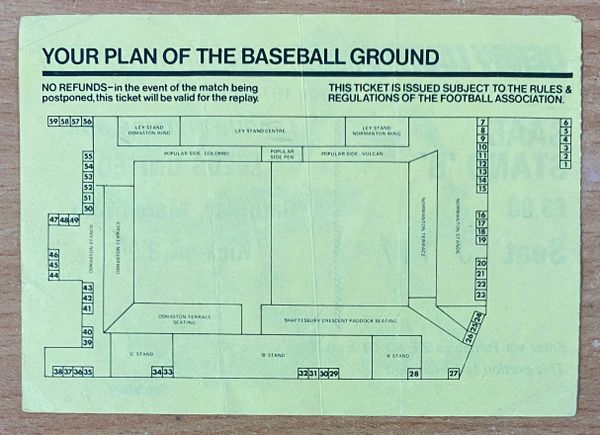 YOUR PLAN OF THE BASEBALL GROUND
NO REFUNDS–in the event of the match being
postponed, this ticket will be valid for the replay.
THIS TICKET IS ISSUED SUBJECT TO THE RULES &
REGULATIONS OF THE FOOTBALL ASSOCIATION.
59 58 57 56
LEY STAND
OSMASTON WING
LEY STAND CENTRE
LEY STAND
NORMANTON WING
7
8
9
10
11
12
13
14
15
6
5
4
3
2
1
POPULAR SIDE - COLOMBO
POPULAR
SIDE PEN
POPULAR SIDE - VULCAN
55
54
53
52
51
50
47 48 49
46
45
44
43
42
41
40
39
OSMASTON STANDS
OSMASTON TERRACE
NORMANTON TERRACE
NORMANTON STANDS
16
17
18
19
20
21
22
23
OSMASTON TERRACE
SEATING
SHAFTESBURY CRESCENT PADDOCK SEATING
26 25 24
'C' STAND
'B' STAND
'A' STAND
38 37 36 35
34 33
32 31 30 29
28
27